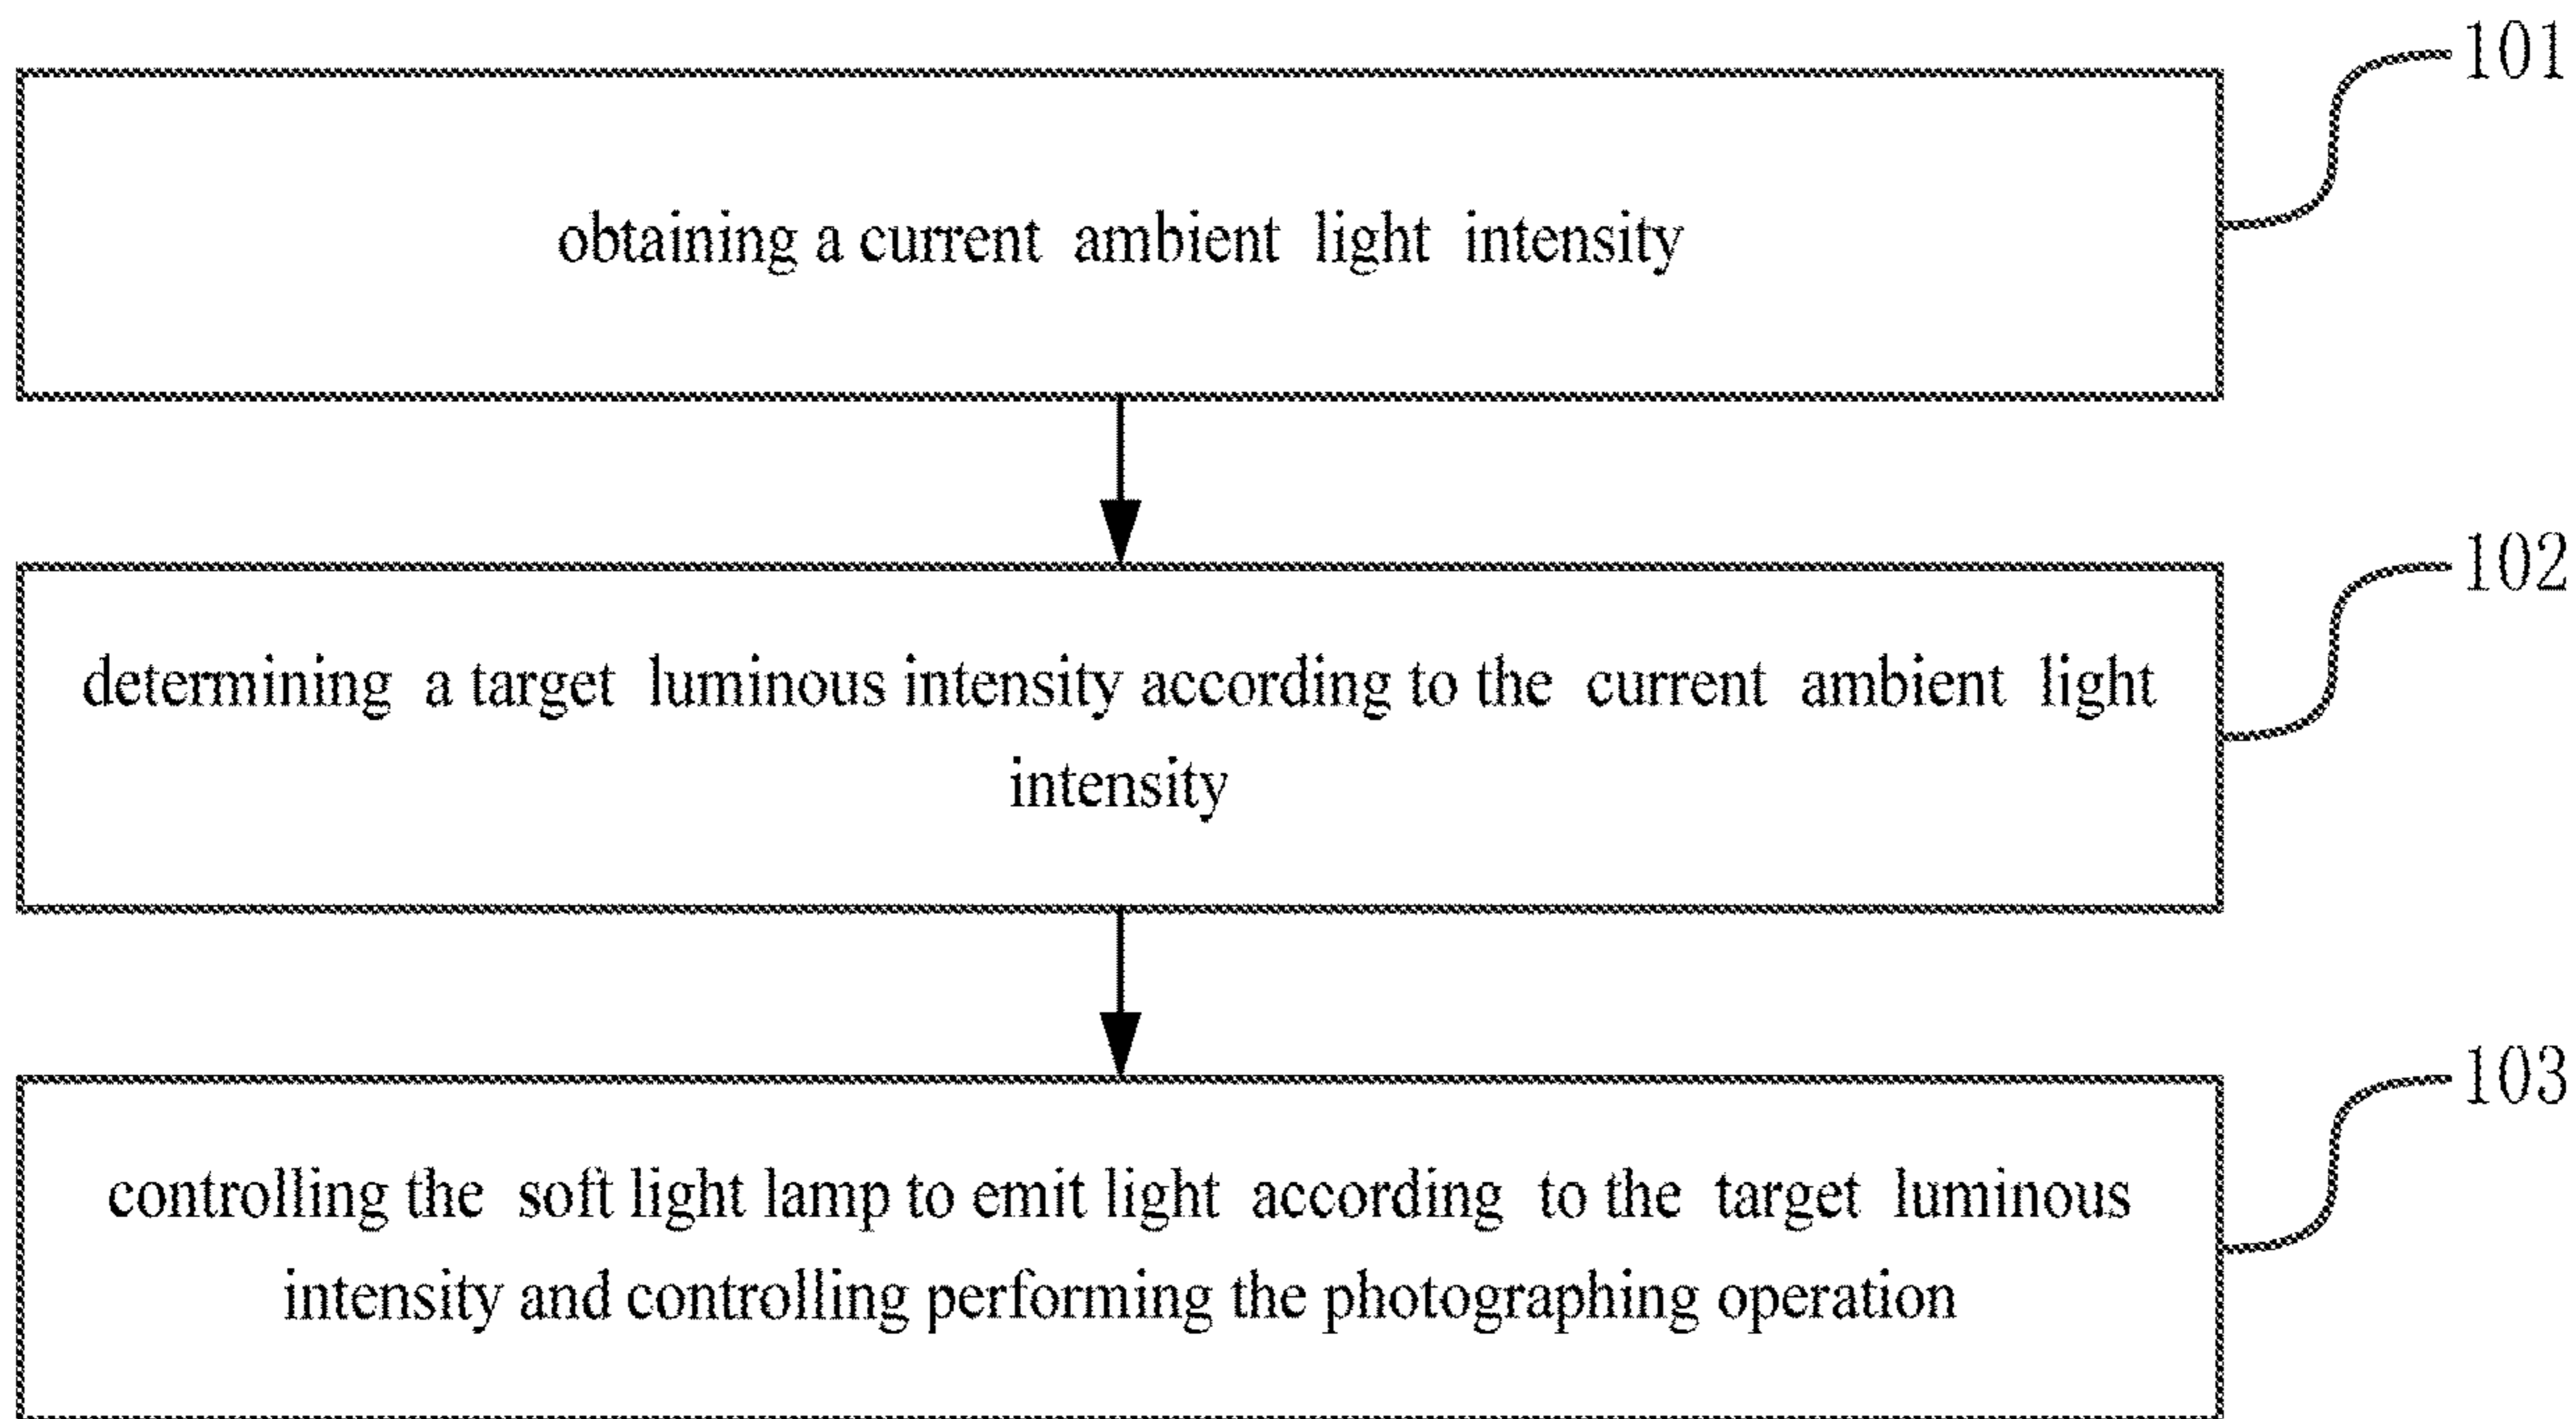 101
obtaining a current ambient light intensity
102
determining a target luminous intensity according to the current ambient light
intensity
103
controlling the soft light lamp to emit light according to the target luminous
intensity and controlling performing the photographing operation